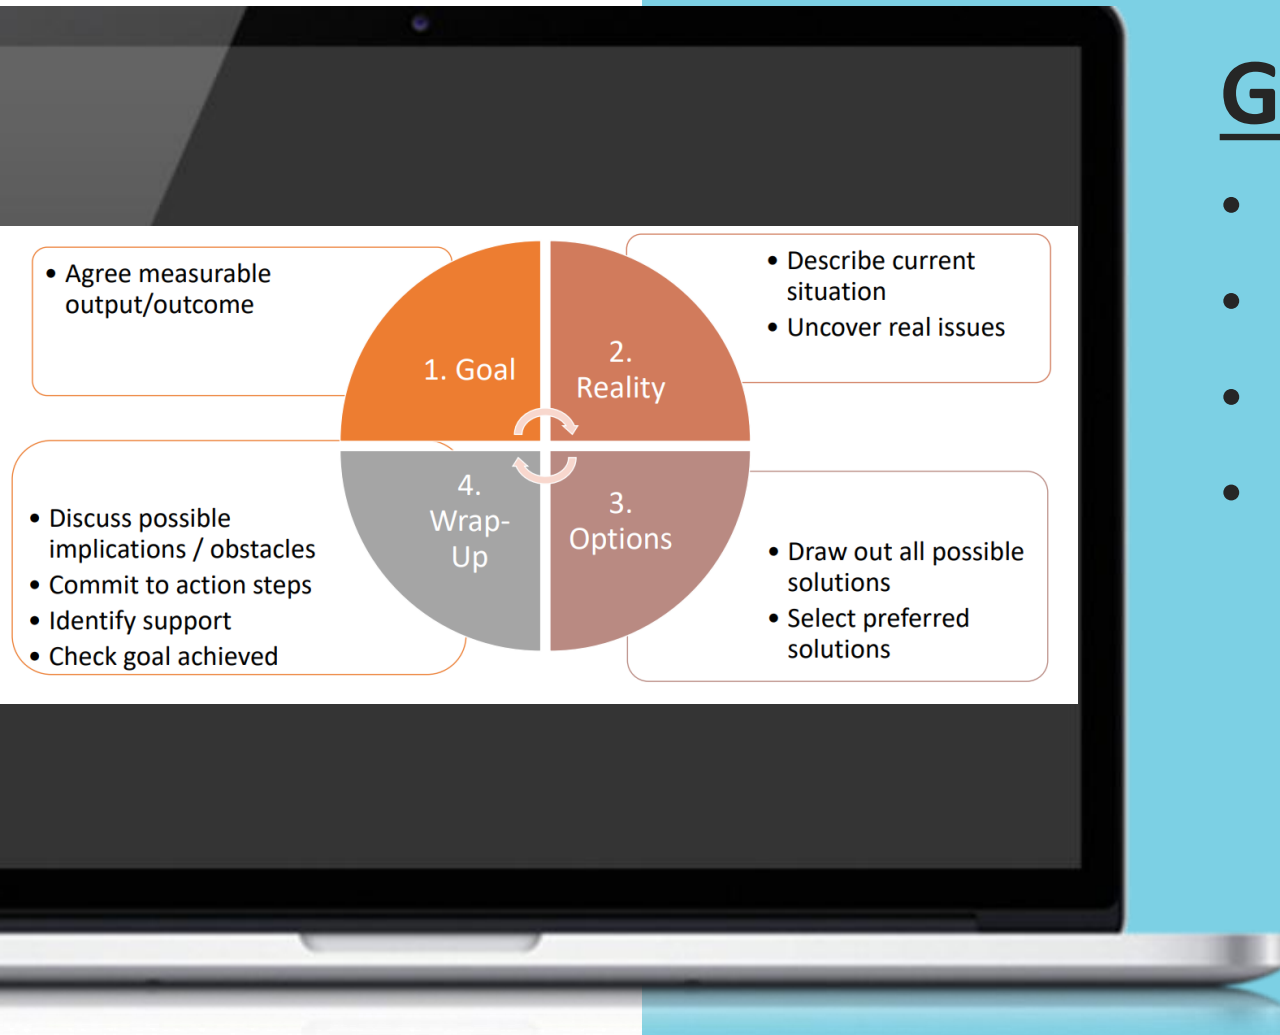 • Agree measurable
output/outcome
1. Goal
2.
Reality
• Describe current
situation
• Uncover real issues
4.
Wrap-
Up
• Discuss possible
implications / obstacles
• Commit to action steps
• Identify support
• Check goal achieved
3.
Options
• Draw out all possible
solutions
• Select preferred
solutions
G
•
•
•
•